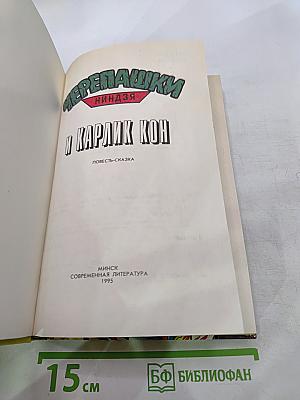 ЧЕРЕПАШКИ
НИНДЗЯ
И КАРЛИК КОН
ПОВЕСТЬ-СКАЗКА
МИНСК
СОВРЕМЕННАЯ ЛИТЕРАТУРА
1995
15 см
БФ БИБЛИОФАН